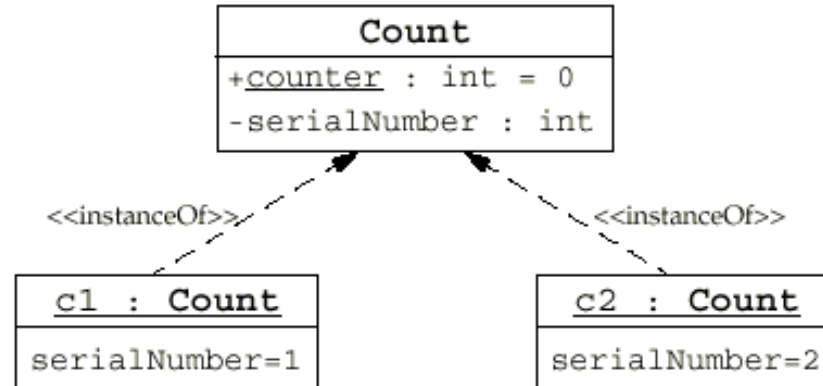 Count
+counter : int = 0
-serialNumber : int
<<instanceOf>>
<<instanceOf>>
c1 : Count
serialNumber=1
c2 : Count
serialNumber=2